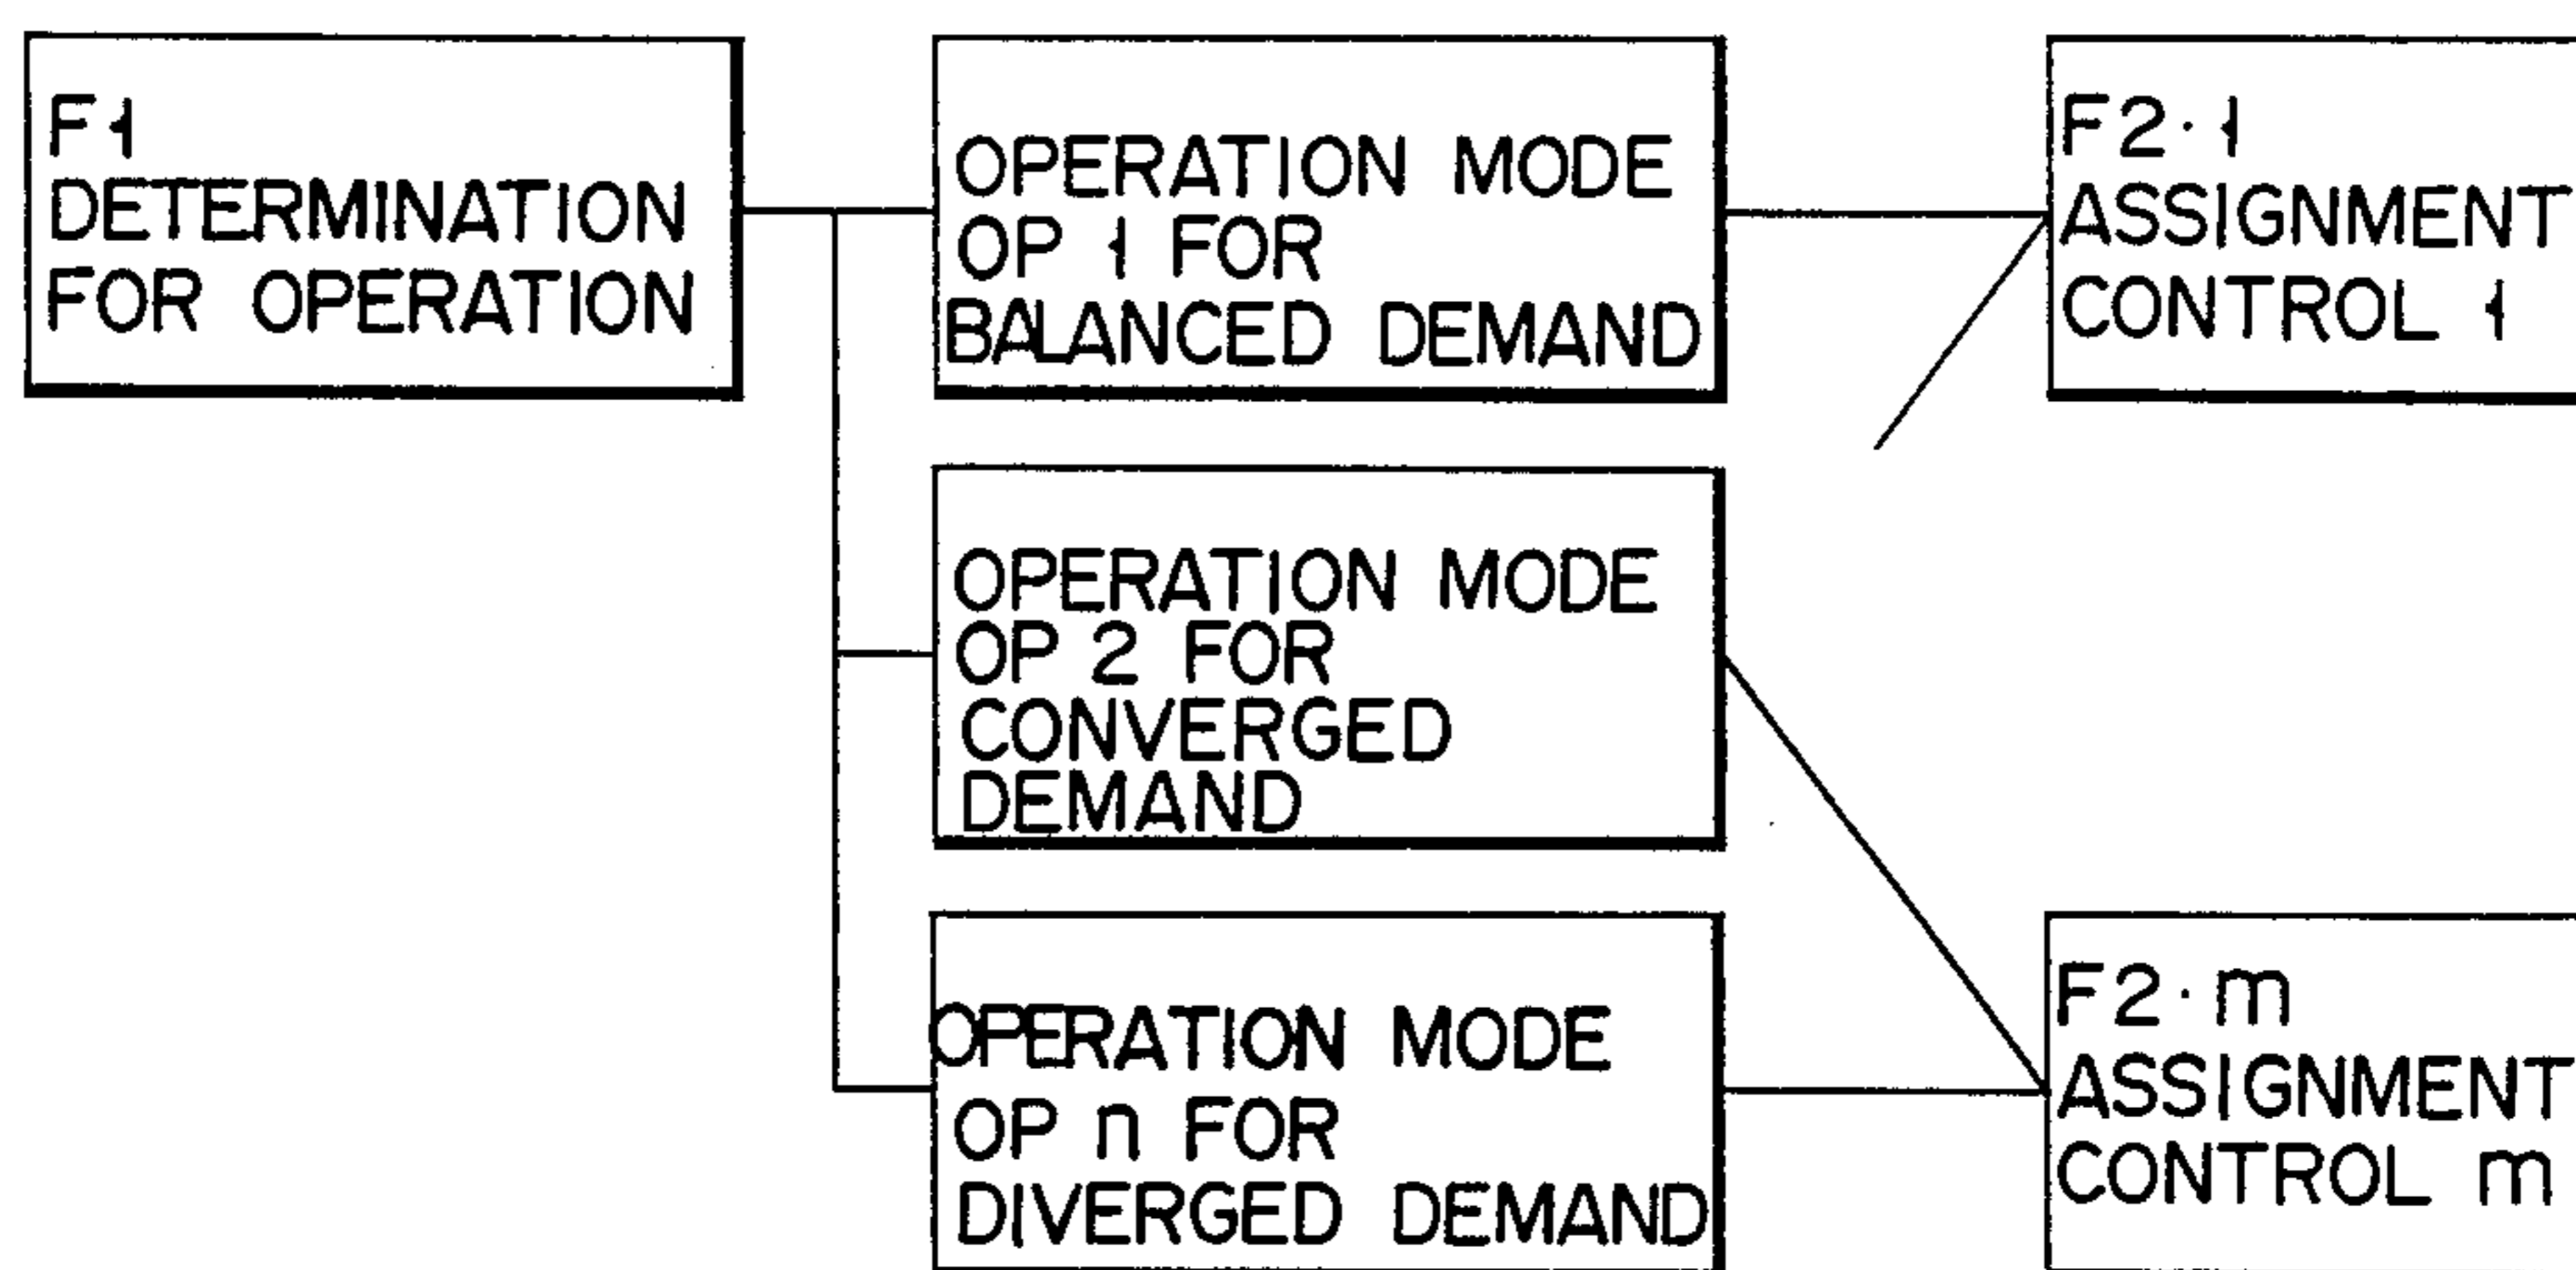 F1
DETERMINATION
FOR OPERATION
OPERATION MODE
OP 1 FOR
BALANCED DEMAND
F2·1
ASSIGNMENT
CONTROL 1
OPERATION MODE
OP 2 FOR
CONVERGED
DEMAND
OPERATION MODE
OP n FOR
DIVERGED DEMAND
F2·m
ASSIGNMENT
CONTROL m